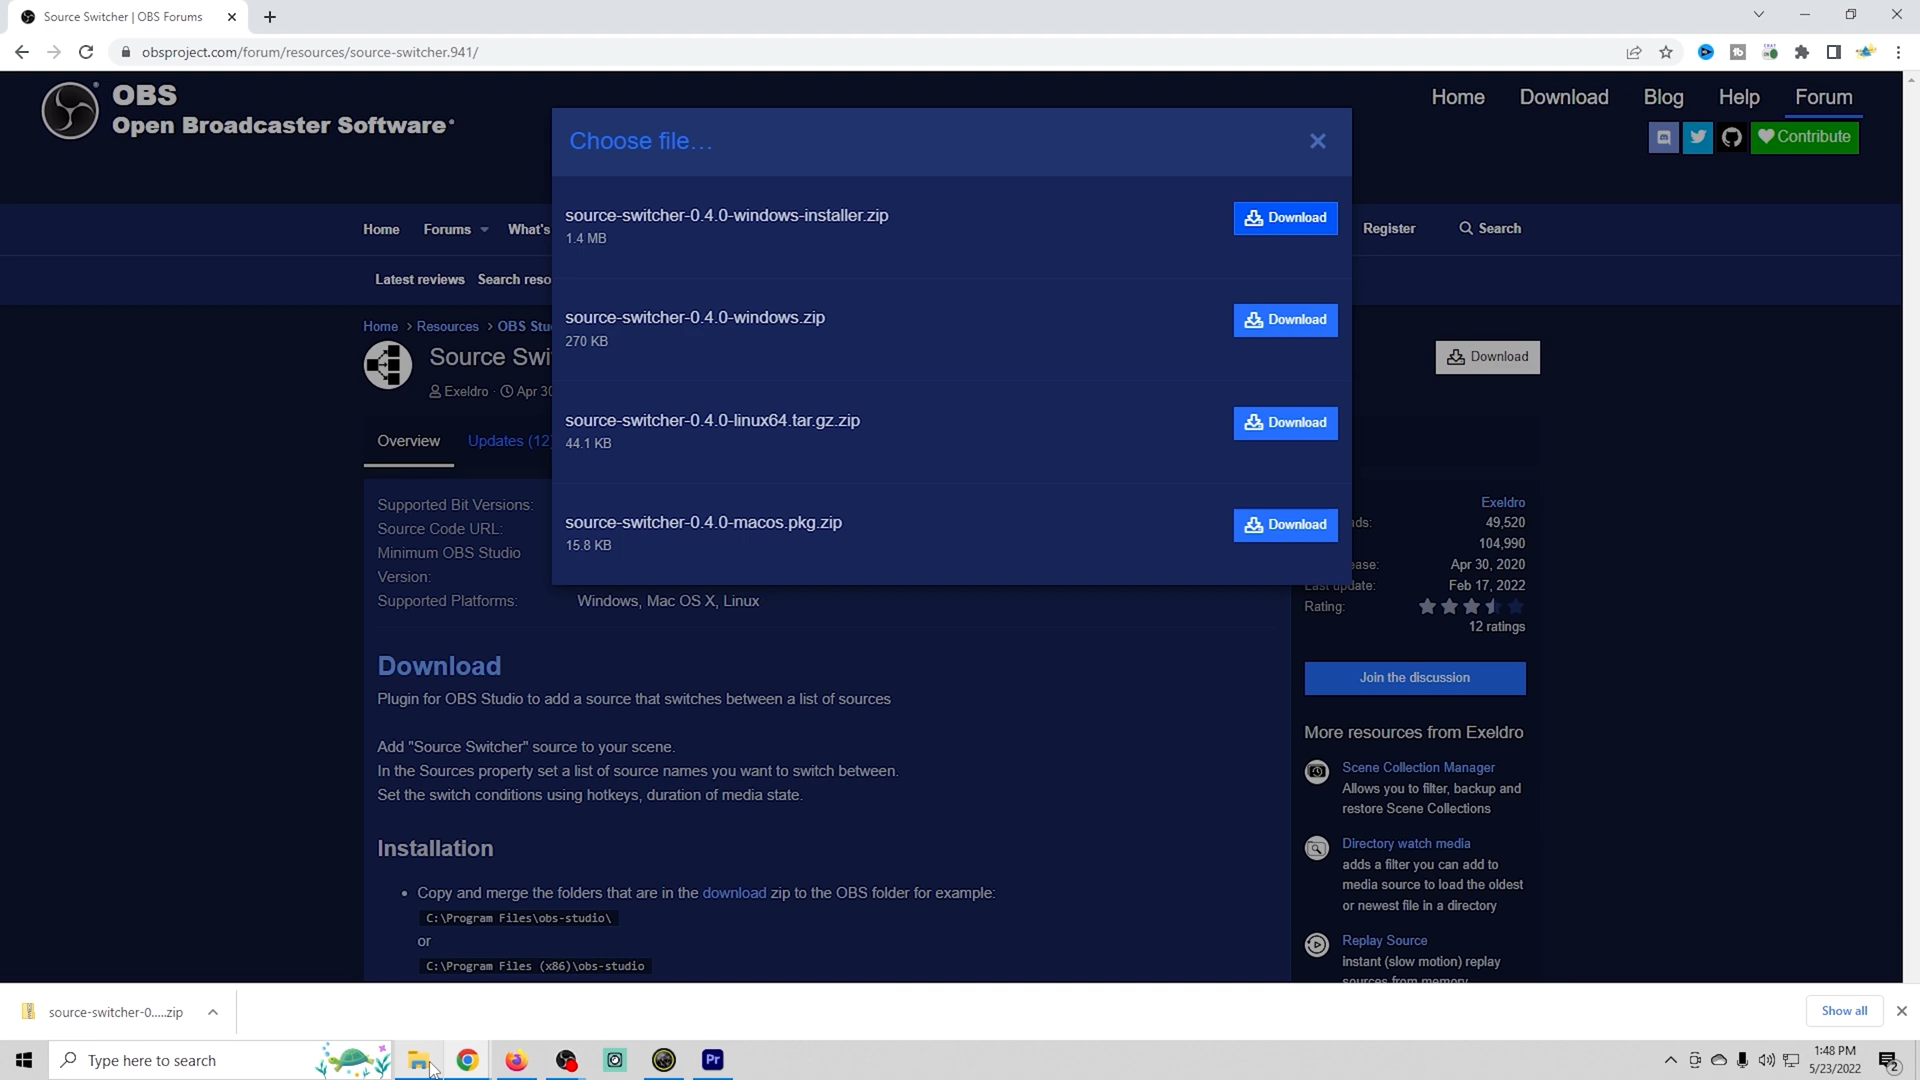 Source Switcher | OBS Forums
obsproject.com/forum/resources/source-switcher.941/
OBS
Open Broadcaster Software
Home
Download
Blog
Help
Forum
Contribute
Choose file…
source-switcher-0.4.0-windows-installer.zip
1.4 MB
Download
source-switcher-0.4.0-windows.zip
270 KB
Download
source-switcher-0.4.0-linux64.tar.gz.zip
44.1 KB
Download
source-switcher-0.4.0-macos.pkg.zip
15.8 KB
Download
Home
Forums
What's
Register
Search
Latest reviews
Search reso
Home
Resources
OBS Stu
Source Swi
Exeldro · Apr 30
Download
Overview
Updates (12)
Supported Bit Versions:
Source Code URL:
Minimum OBS Studio
Version:
Supported Platforms:
Windows, Mac OS X, Linux
Exeldro
ds:
49,520
104,990
ease:
Apr 30, 2020
Last update:
Feb 17, 2022
Rating:
12 ratings
Download
Plugin for OBS Studio to add a source that switches between a list of sources
Add "Source Switcher" source to your scene.
In the Sources property set a list of source names you want to switch between.
Set the switch conditions using hotkeys, duration of media state.
Installation
• Copy and merge the folders that are in the download zip to the OBS folder for example:
C:\Program Files\obs-studio\
or
C:\Program Files (x86)\obs-studio
Join the discussion
More resources from Exeldro
Scene Collection Manager
Allows you to filter, backup and
restore Scene Collections
Directory watch media
adds a filter you can add to
media source to load the oldest
or newest file in a directory
Replay Source
instant (slow motion) replay
sources from memory
source-switcher-0.....zip
Show all
Type here to search
Pr
1:48 PM
5/23/2022
2